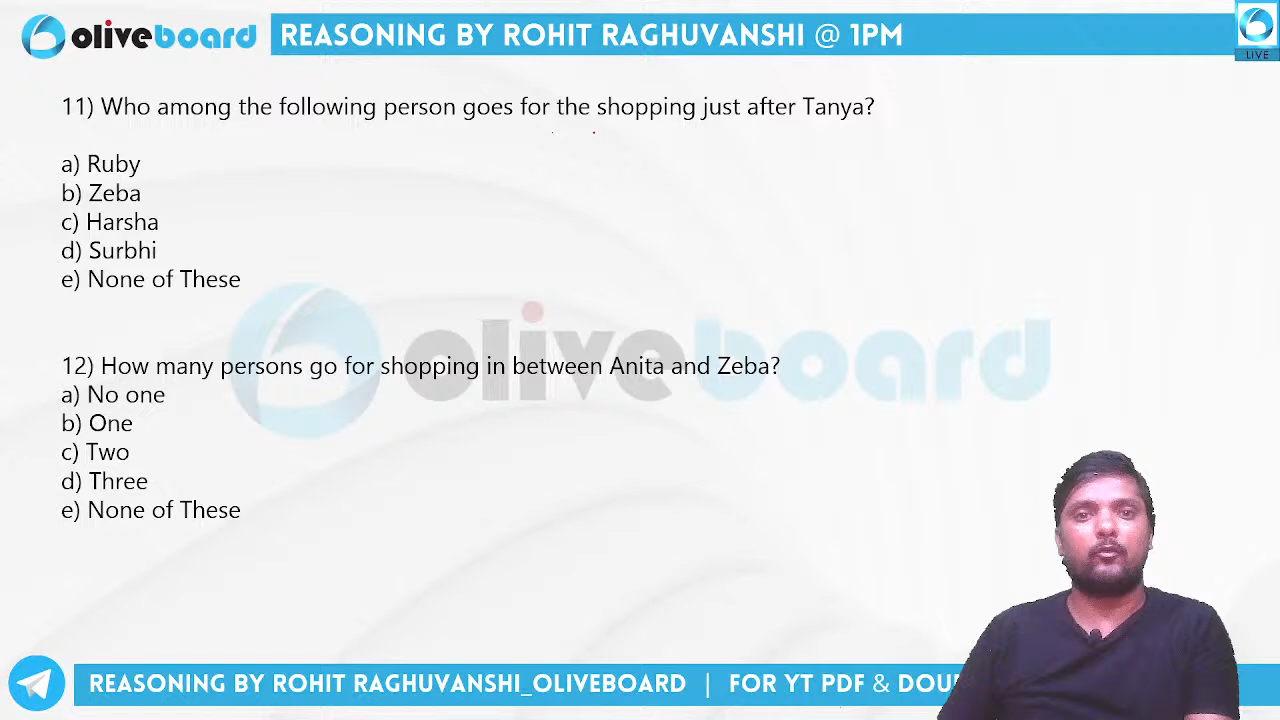 oliveboard
REASONING BY ROHIT RAGHUVANSHI @ 1PM
LIVE
11) Who among the following person goes for the shopping just after Tanya?
a) Ruby
b) Zeba
c) Harsha
d) Surbhi
e) None of These
oliveboard
12) How many persons go for shopping in between Anita and Zeba?
a) No one
b) One
c) Two
d) Three
e) None of These
REASONING BY ROHIT RAGHUVANSHI_OLIVEBOARD | FOR YT PDF &